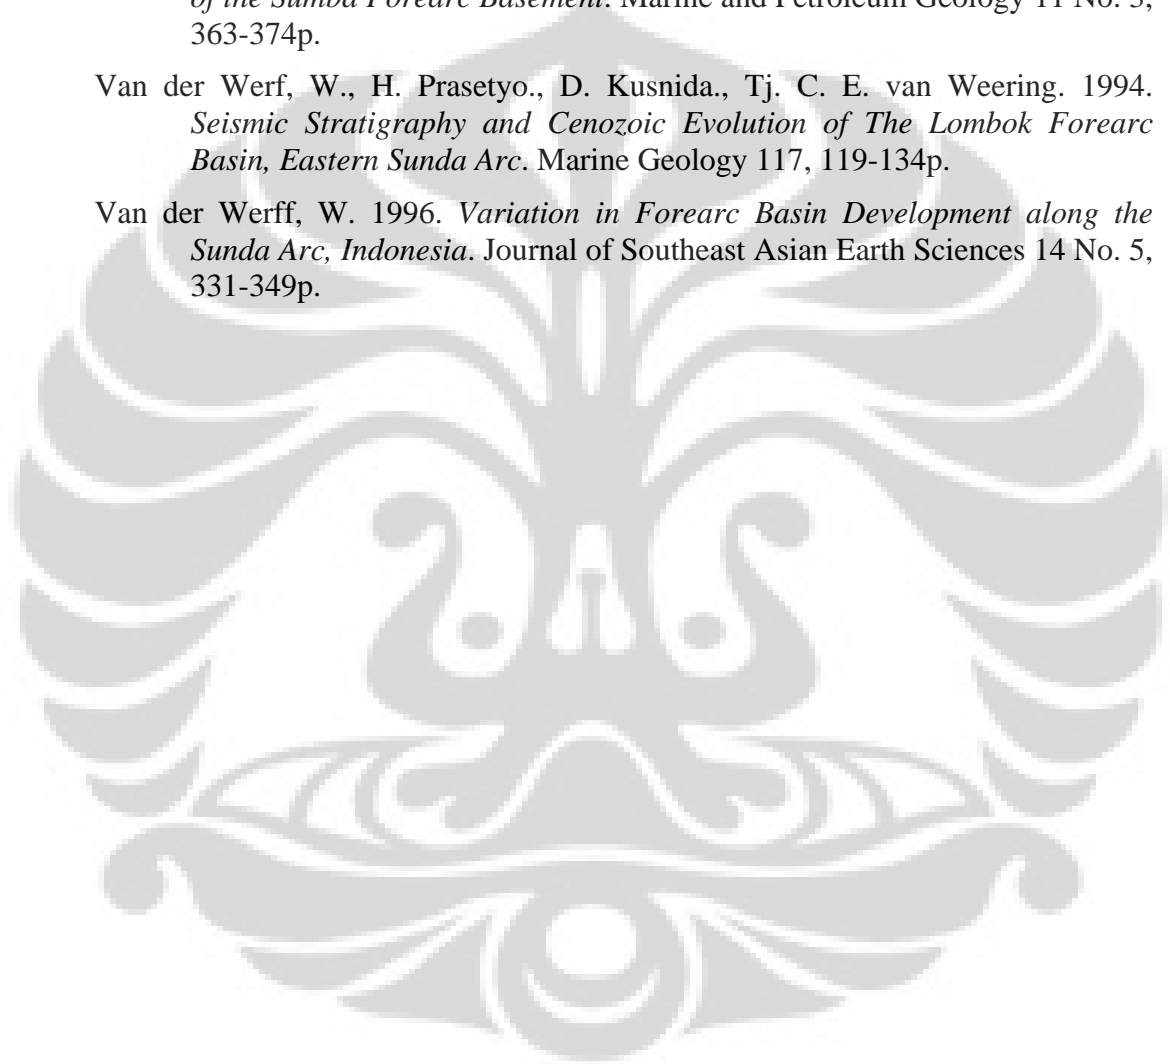 of the Sumba Forearc Basement. Marine and Petroleum Geology 11 No. 3,
363-374p.
Van der Werf, W., H. Prasetyo., D. Kusnida., Tj. C. E. van Weering. 1994.
Seismic Stratigraphy and Cenozoic Evolution of The Lombok Forearc
Basin, Eastern Sunda Arc. Marine Geology 117, 119-134p.
Van der Werff, W. 1996. Variation in Forearc Basin Development along the
Sunda Arc, Indonesia. Journal of Southeast Asian Earth Sciences 14 No. 5,
331-349p.